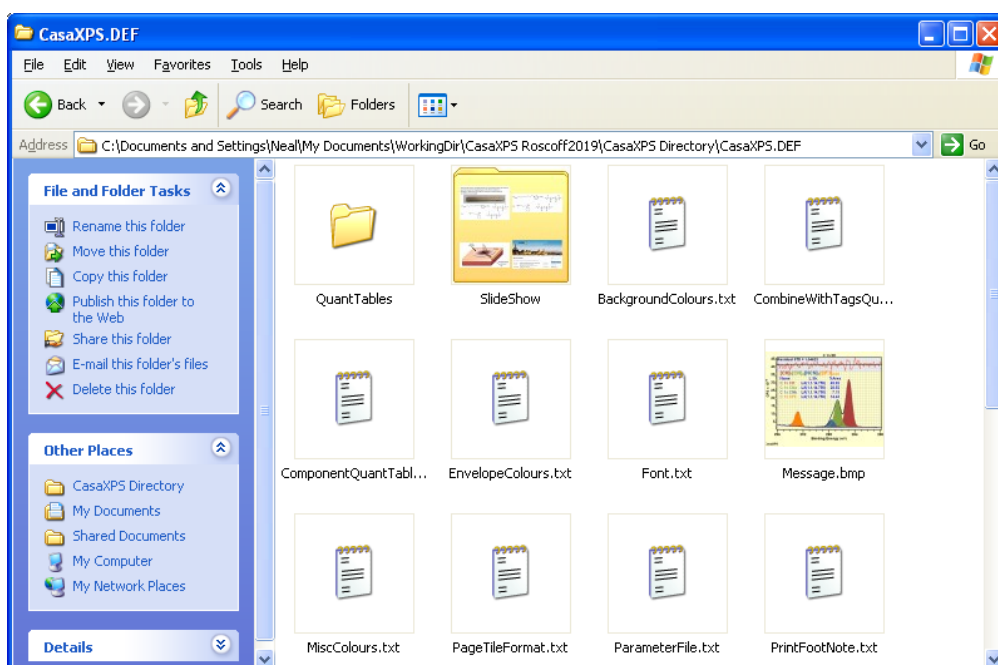 CasaXPS.DEF
File Edit View Favorites Tools Help
Back Search Folders
Address C:\Documents and Settings\Neal\My Documents\WorkingDir\CasaXPS Roscoff2019\CasaXPS Directory\CasaXPS.DEF Go
File and Folder Tasks
Rename this folder
Move this folder
Copy this folder
Publish this folder to
the Web
Share this folder
E-mail this folder's files
Delete this folder
Other Places
CasaXPS Directory
My Documents
Shared Documents
My Computer
My Network Places
Details
QuantTables SlideShow BackgroundColours.txt CombineWithTagsQu...
ComponentQuantTabl... EnvelopeColours.txt Font.txt Message.bmp
MiscColours.txt PageTileFormat.txt ParameterFile.txt PrintFootNote.txt